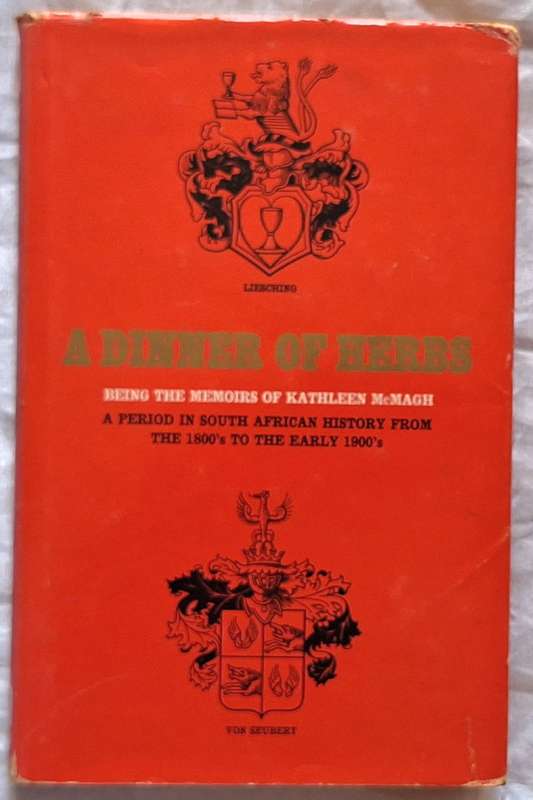 LIESCHING
A DINNER OF HERBS
BEING THE MEMOIRS OF KATHLEEN McMAGH
A PERIOD IN SOUTH AFRICAN HISTORY FROM
THE 1800's TO THE EARLY 1900's
VON SEUBERT